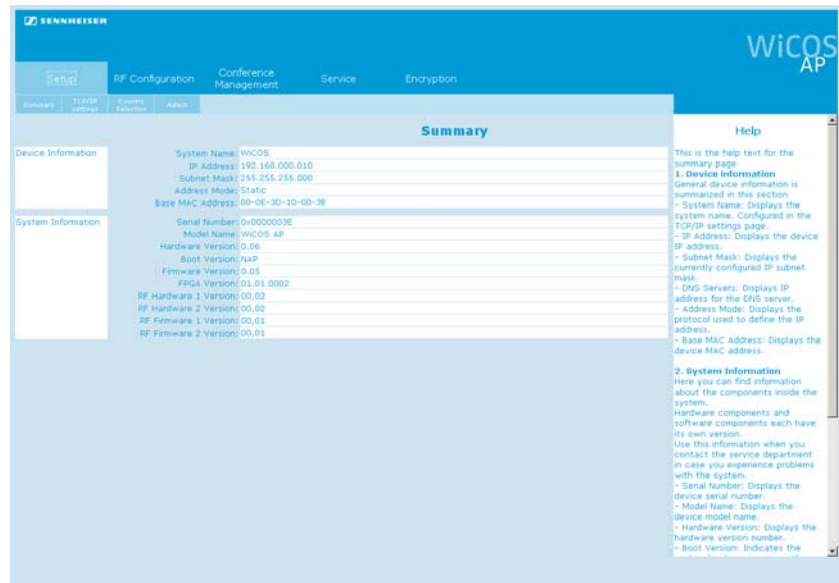 SENNHEISER
WiCOS
AP
Setup
RF Configuration
Conference
Management
Service
Encryption
Summary
TCP/IP
settings
Country
Selection
Admin
Summary
Device Information
System Name: WiCOS
IP Address: 192.168.000.010
Subnet Mask: 255.255.255.000
Address Mode: Static
Base MAC Address: 00-0E-3D-10-00-3E
System Information
Serial Number: 0x0000003E
Model Name: WiCOS AP
Hardware Version: 0.06
Boot Version: NAP
Firmware Version: 0.05
FPGA Version: 01.01.0002
RF Hardware 1 Version: 00,02
RF Hardware 2 Version: 00,02
RF Firmware 1 Version: 00,01
RF Firmware 2 Version: 00,01
Help
This is the help text for the
summary page
1. Device information
General device information is
summarized in this section
- System Name: Displays the
system name. Configured in the
TCP/IP settings page.
- IP Address: Displays the device
IP address.
- Subnet Mask: Displays the
currently configured IP subnet
mask.
- DNS Servers: Displays IP
address for the DNS server.
- Address Mode: Displays the
protocol used to define the IP
address.
- Base MAC Address: Displays the
device MAC address.
2. System Information
Here you can find information
about the components inside the
system.
Hardware components and
software components each have
its own version.
Use this information when you
contact the service department
in case you experience problems
with the system.
- Serial Number: Displays the
device serial number.
- Model Name: Displays the
device model name.
- Hardware Version: Displays the
hardware version number.
- Boot Version: Indicates the